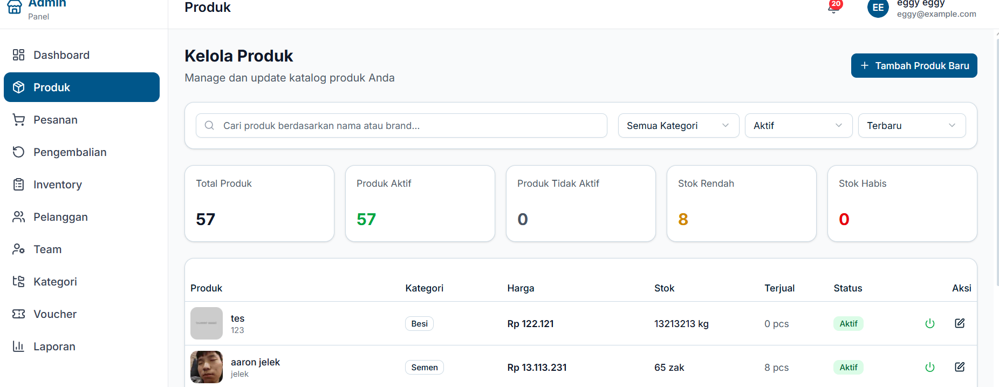 Admin
Panel
Produk
20
EE
eggy eggy
eggy@example.com
Dashboard
Produk
Pesanan
Pengembalian
Inventory
Pelanggan
Team
Kategori
Voucher
Laporan
Kelola Produk
Manage dan update katalog produk Anda
+ Tambah Produk Baru
Cari produk berdasarkan nama atau brand...
Semua Kategori
Aktif
Terbaru
Total Produk
57
Produk Aktif
57
Produk Tidak Aktif
0
Stok Rendah
8
Stok Habis
0
Produk Kategori Harga Stok Terjual Status Aksi
tes
123
Besi
Rp 122.121
13213213 kg
0 pcs
Aktif
aaron jelek
jelek
Semen
Rp 13.113.231
65 zak
8 pcs
Aktif